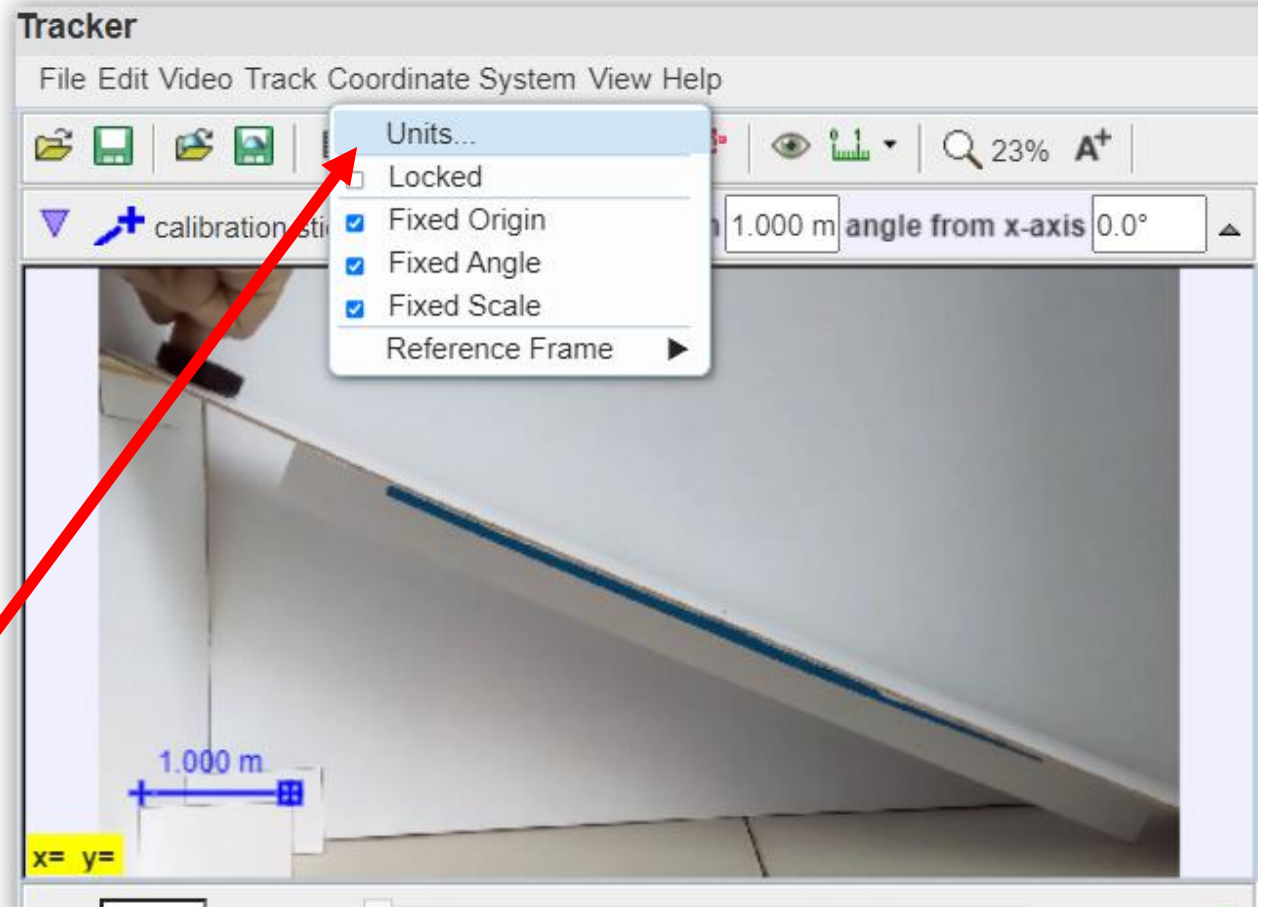 Tracker
File Edit Video Track Coordinate System View Help
23% A+
calibration
1.000 m angle from x-axis 0.0°
Units...
Locked
Fixed Origin
Fixed Angle
Fixed Scale
Reference Frame
1.000 m
x= y=